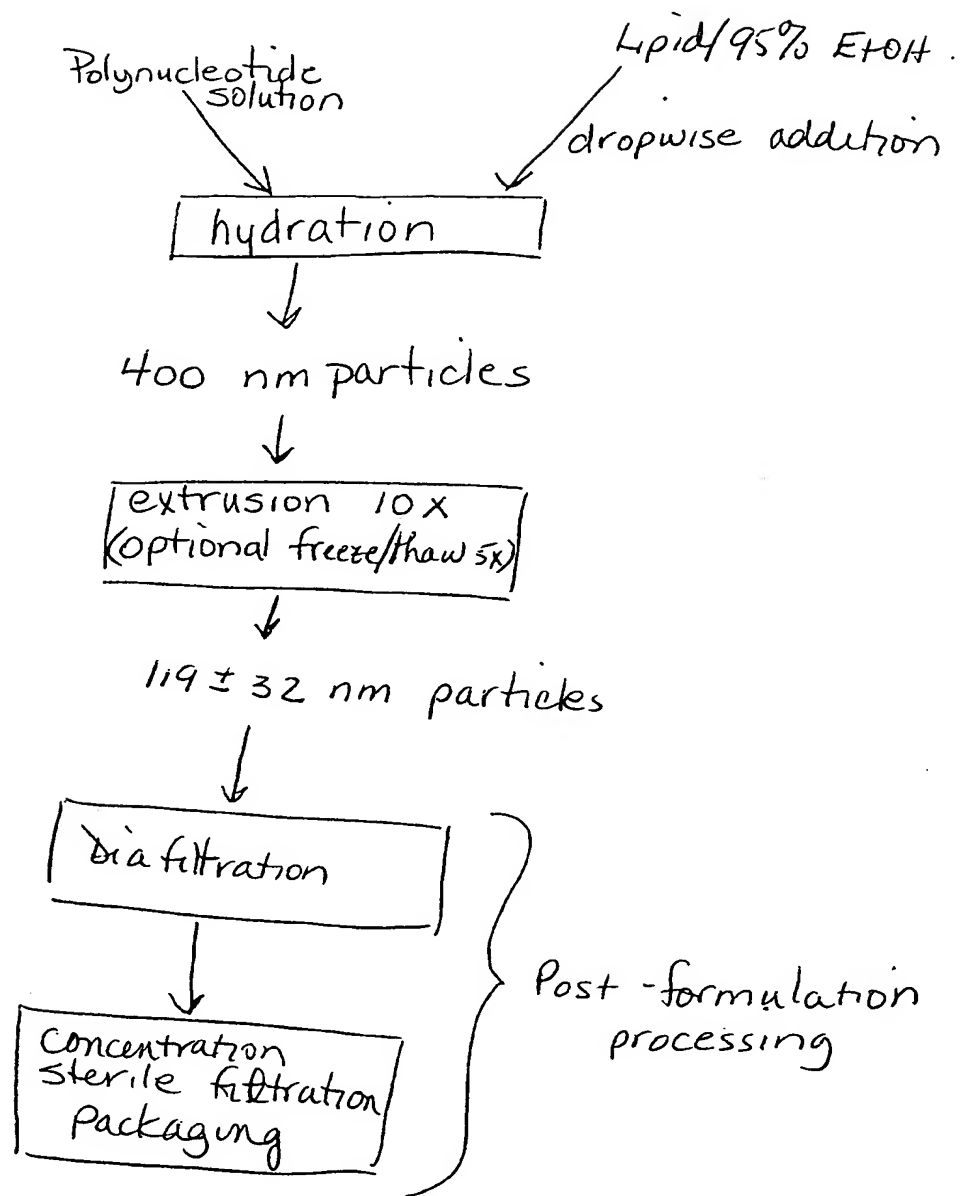 Polynucleotide
solution
Lipid/95% EtOH.
dropwise addition
hydration
400 nm particles
extrusion 10x
(optional freeze/thaw 5x)
119 ± 32 nm particles
Diafiltration
concentration
sterile filtration
packaging
Post-formulation
processing